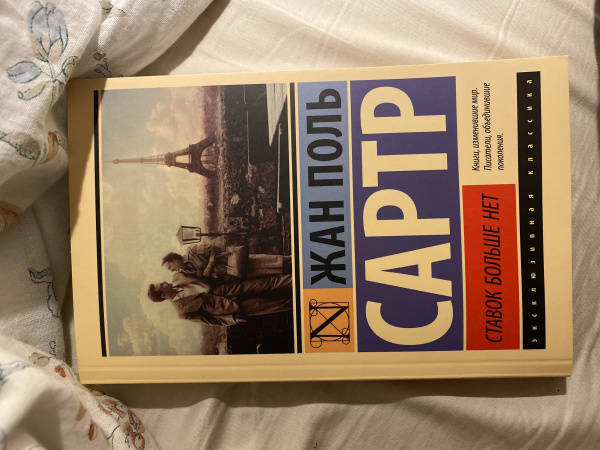 ЖАН ПОЛЬ
САРТР
Книги, изменившие мир.
Писатели, объединившие
поколения.
СТАВОК БОЛЬШЕ НЕТ
эксклюзивная классика